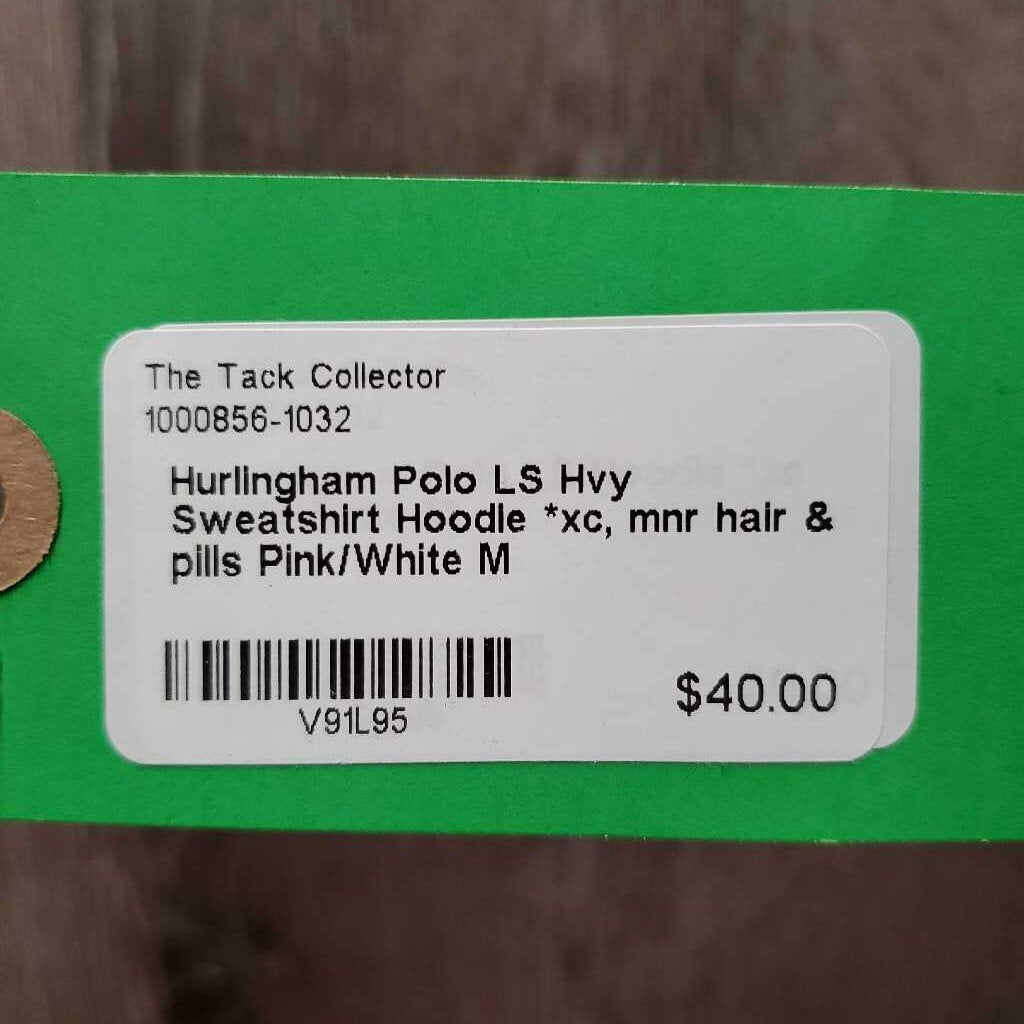 The Tack Collector
1000856-1032
Hurlingham Polo LS Hvy
Sweatshirt Hoodie *xc, mnr hair &
pills Pink/White M
V91L95
$40.00